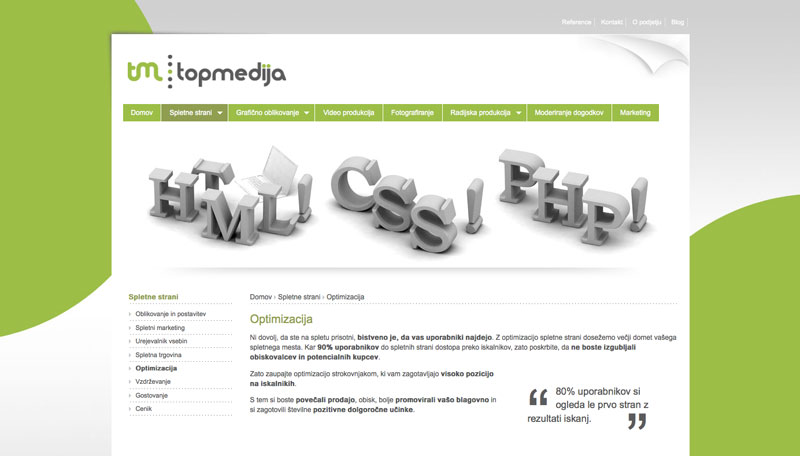 Reference Kontakt O podjetju Blog
tm topmedija
Domov Spletne strani Grafično oblikovanje Video produkcija Fotografiranje Radijska produkcija Moderiranje dogodkov Marketing
HTML! CSS! PHP!
Spletne strani
Oblikovanje in postavitev
Spletni marketing
Urejevalnik vsebin
Spletna trgovina
Optimizacija
Vzdrževanje
Gostovanje
Cenik
Domov › Spletne strani › Optimizacija
Optimizacija
Ni dovolj, da ste na spletu prisotni, bistveno je, da vas uporabniki najdejo. Z optimizacijo spletne strani dosežemo večji domet vašega
spletnega mesta. Kar 90% uporabnikov do spletnih strani dostopa preko iskalnikov, zato poskrbite, da ne boste izgubljali
obiskovalcev in potencialnih kupcev.
Zato zaupajte optimizacijo strokovnjakom, ki vam zagotavljajo visoko pozicijo
na iskalnikih.
S tem si boste povečali prodajo, obisk, bolje promovirali vašo blagovno in
si zagotovili številne pozitivne dolgoročne učinke.
“ 80% uporabnikov si
ogleda le prvo stran z
rezultati iskanj. ”